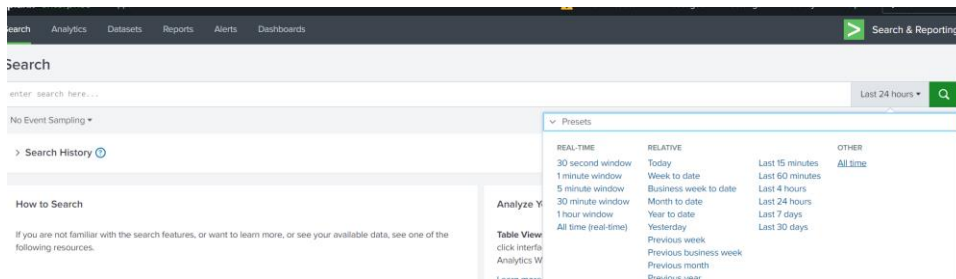 Search Analytics Datasets Reports Alerts Dashboards Search & Reporting
Search
enter search here... Last 24 hours
No Event Sampling
Presets
Search History
REAL-TIME RELATIVE OTHER
30 second window Today Last 15 minutes All time
1 minute window Week to date Last 60 minutes
5 minute window Business week to date Last 4 hours
30 minute window Month to date Last 24 hours
1 hour window Year to date Last 7 days
All time (real-time) Yesterday Last 30 days
Previous week
Previous business week
Previous month
Previous year
How to Search
If you are not familiar with the search features, or want to learn more, or see your available data, see one of the
following resources.
Analyze Y
Table View
click interfa
Analytics W
Learn more